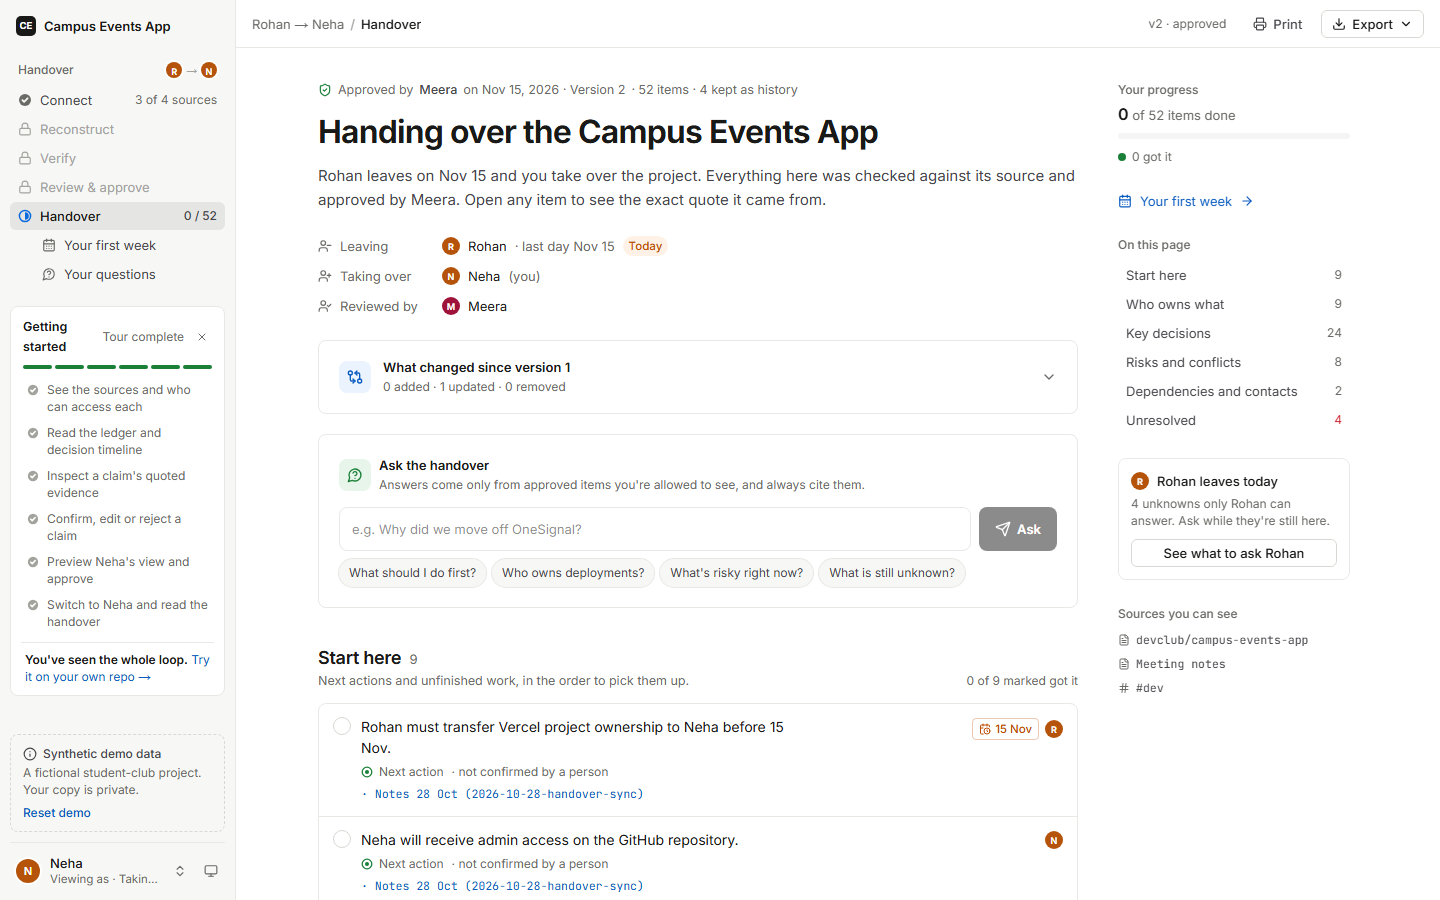 CE Campus Events App
Handover R → N
Connect 3 of 4 sources
Reconstruct
Verify
Review & approve
Handover 0 / 52
Your first week
Your questions
Getting started
Tour complete
See the sources and who
can access each
Read the ledger and
decision timeline
Inspect a claim's quoted
evidence
Confirm, edit or reject a
claim
Preview Neha's view and
approve
Switch to Neha and read the
handover
You've seen the whole loop. Try
it on your own repo →
Synthetic demo data
A fictional student-club project.
Your copy is private.
Reset demo
N Neha
Viewing as · Takin...
Rohan → Neha / Handover
v2 · approved Print Export
Approved by Meera on Nov 15, 2026 · Version 2 · 52 items · 4 kept as history
Handing over the Campus Events App
Rohan leaves on Nov 15 and you take over the project. Everything here was checked against its source and
approved by Meera. Open any item to see the exact quote it came from.
Leaving R Rohan · last day Nov 15 Today
Taking over N Neha (you)
Reviewed by M Meera
What changed since version 1
0 added · 1 updated · 0 removed
Ask the handover
Answers come only from approved items you're allowed to see, and always cite them.
e.g. Why did we move off OneSignal? Ask
What should I do first? Who owns deployments? What's risky right now? What is still unknown?
Start here 9
Next actions and unfinished work, in the order to pick them up. 0 of 9 marked got it
Rohan must transfer Vercel project ownership to Neha before 15 15 Nov R
Nov.
Next action · not confirmed by a person
· Notes 28 Oct (2026-10-28-handover-sync)
Neha will receive admin access on the GitHub repository. N
Next action · not confirmed by a person
· Notes 28 Oct (2026-10-28-handover-sync)
Your progress
0 of 52 items done
0 got it
Your first week →
On this page
Start here 9
Who owns what 9
Key decisions 24
Risks and conflicts 8
Dependencies and contacts 2
Unresolved 4
R Rohan leaves today
4 unknowns only Rohan can
answer. Ask while they're still here.
See what to ask Rohan
Sources you can see
devclub/campus-events-app
Meeting notes
# #dev